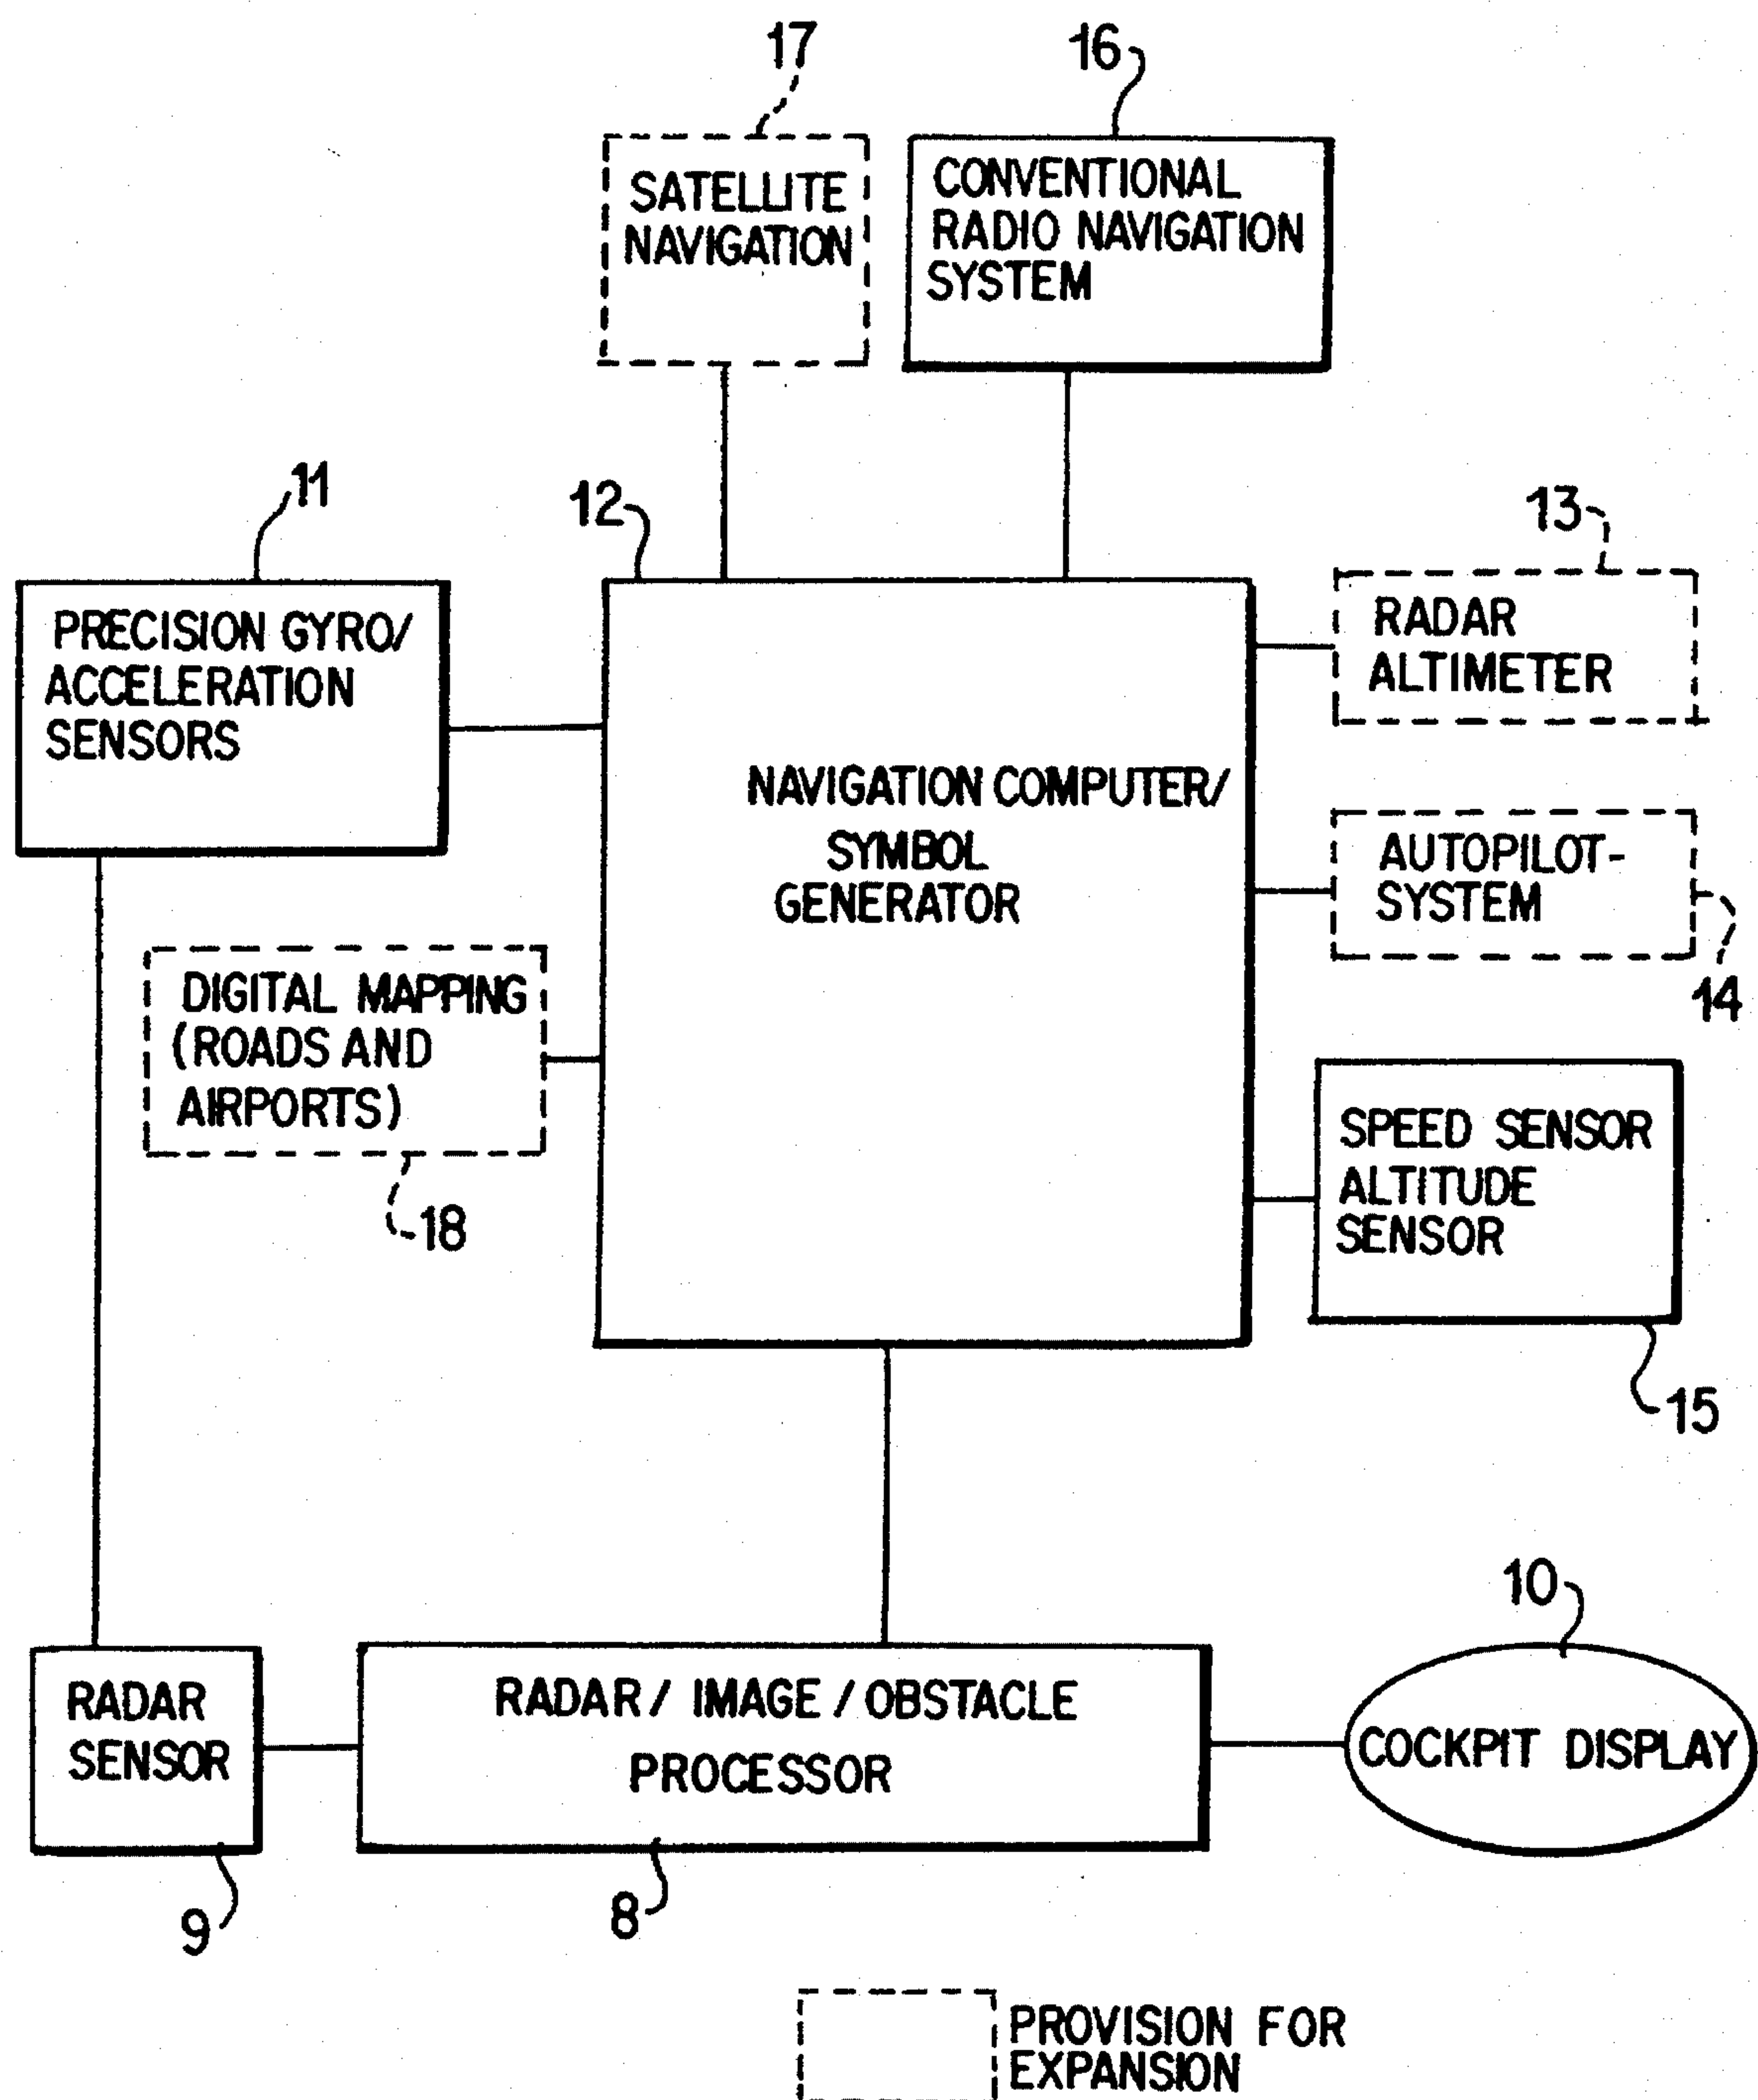 17
16
SATELLITE
NAVIGATION
CONVENTIONAL
RADIO NAVIGATION
SYSTEM
11
12
13
PRECISION GYRO/
ACCELERATION
SENSORS
RADAR
ALTIMETER
NAVIGATION COMPUTER/
SYMBOL
GENERATOR
AUTOPILOT-
SYSTEM
14
DIGITAL MAPPING
(ROADS AND
AIRPORTS)
18
SPEED SENSOR
ALTITUDE
SENSOR
15
10
RADAR
SENSOR
RADAR / IMAGE / OBSTACLE
PROCESSOR
COCKPIT DISPLAY
9
8
PROVISION FOR
EXPANSION